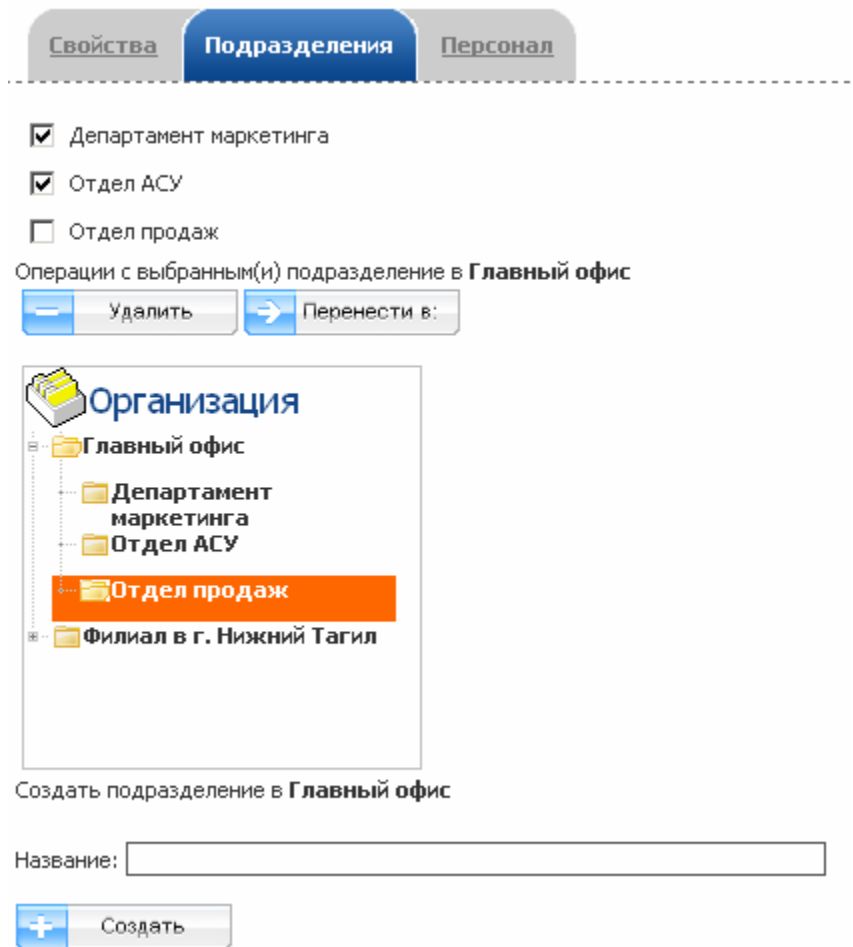 Свойства Подразделения Персонал
Департамент маркетинга
Отдел АСУ
Отдел продаж
Операции с выбранным(и) подразделение в Главный офис
Удалить Перенести в:
Организация
Главный офис
Департамент
маркетинга
Отдел АСУ
Отдел продаж
Филиал в г. Нижний Тагил
Создать подразделение в Главный офис
Название:
Создать